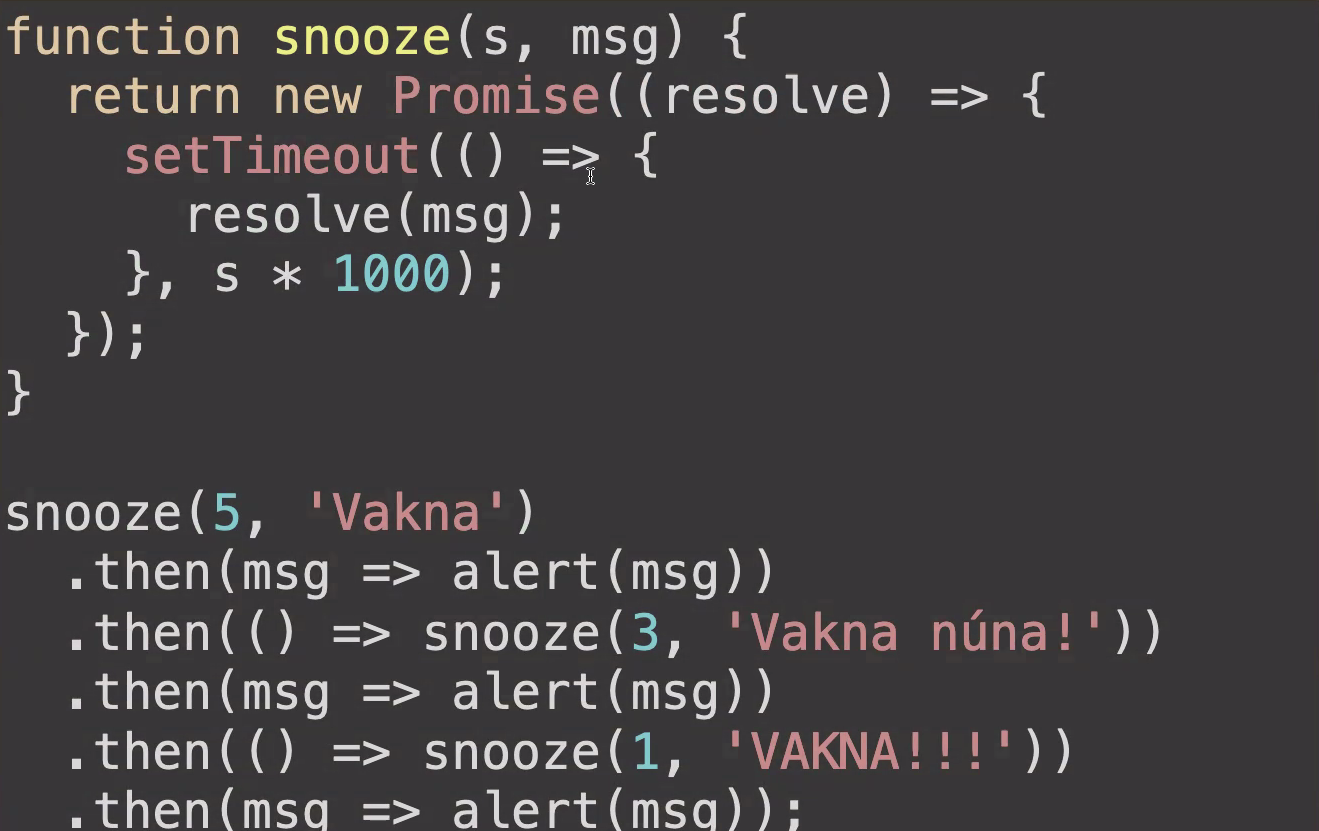 function snooze(s, msg) {
  return new Promise((resolve) => {
    setTimeout(() => {
      resolve(msg);
    }, s * 1000);
  });
}

snooze(5, 'Vakna')
  .then(msg => alert(msg))
  .then(() => snooze(3, 'Vakna núna!'))
  .then(msg => alert(msg))
  .then(() => snooze(1, 'VAKNA!!!'))
  .then(msg => alert(msg));